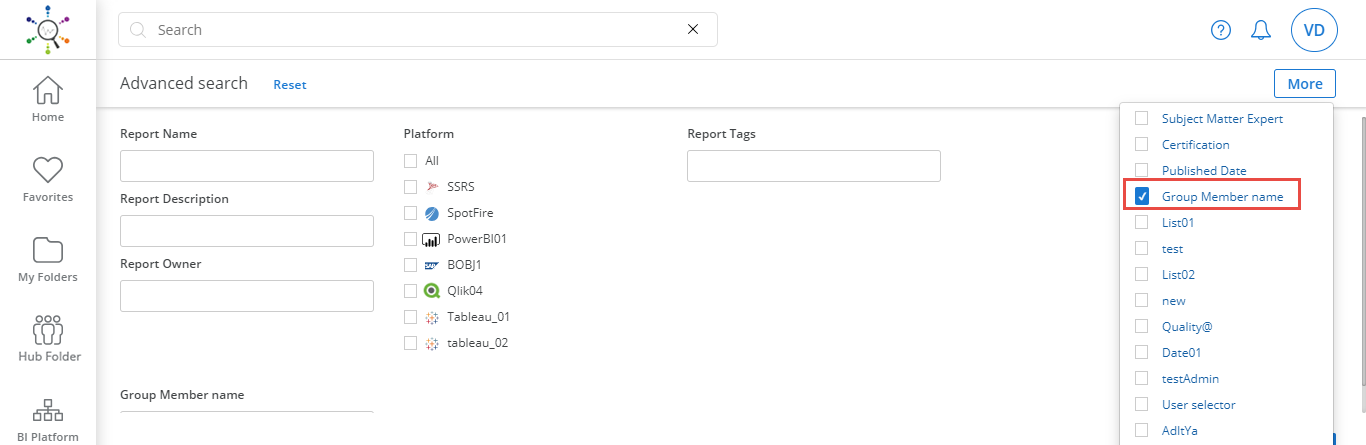 Search
VD
Advanced search
Reset
More
Home
Favorites
My Folders
Hub Folder
BI Platform
Report Name
Report Description
Report Owner
Group Member name
Platform
All
SSRS
SpotFire
PowerBI01
BOBJ1
Qlik04
Tableau_01
tableau_02
Report Tags
Subject Matter Expert
Certification
Published Date
Group Member name
List01
test
List02
new
Quality@
Date01
testAdmin
User selector
AdItYa